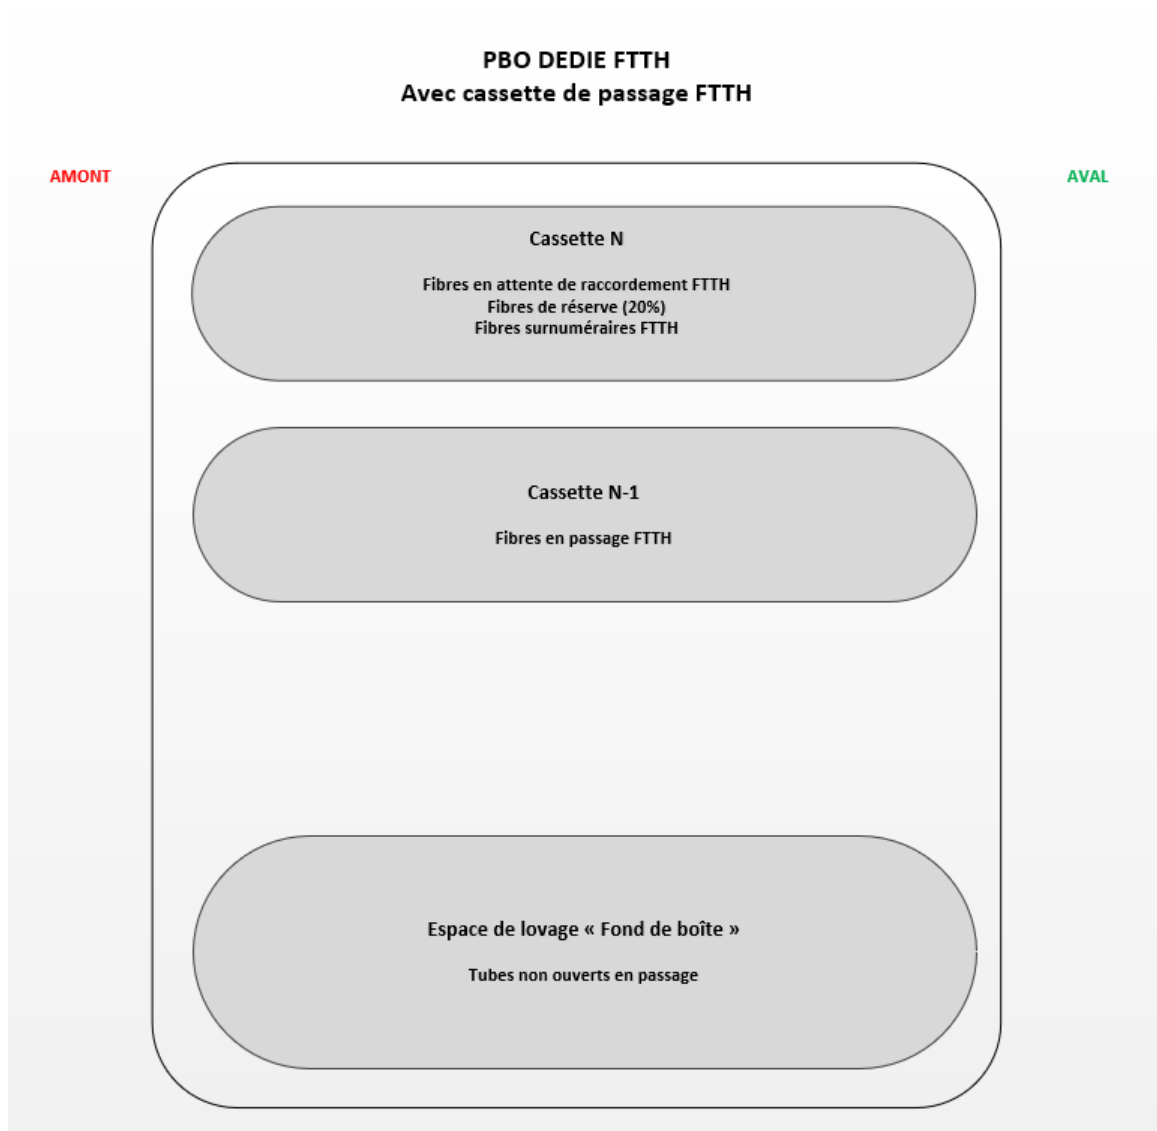 PBO DEDIE FTTH
Avec cassette de passage FTTH
AMONT
AVAL
Cassette N
Fibres en attente de raccordement FTTH
Fibres de réserve (20%)
Fibres surnuméraires FTTH
Cassette N-1
Fibres en passage FTTH
Espace de lovage « Fond de boîte »
Tubes non ouverts en passage